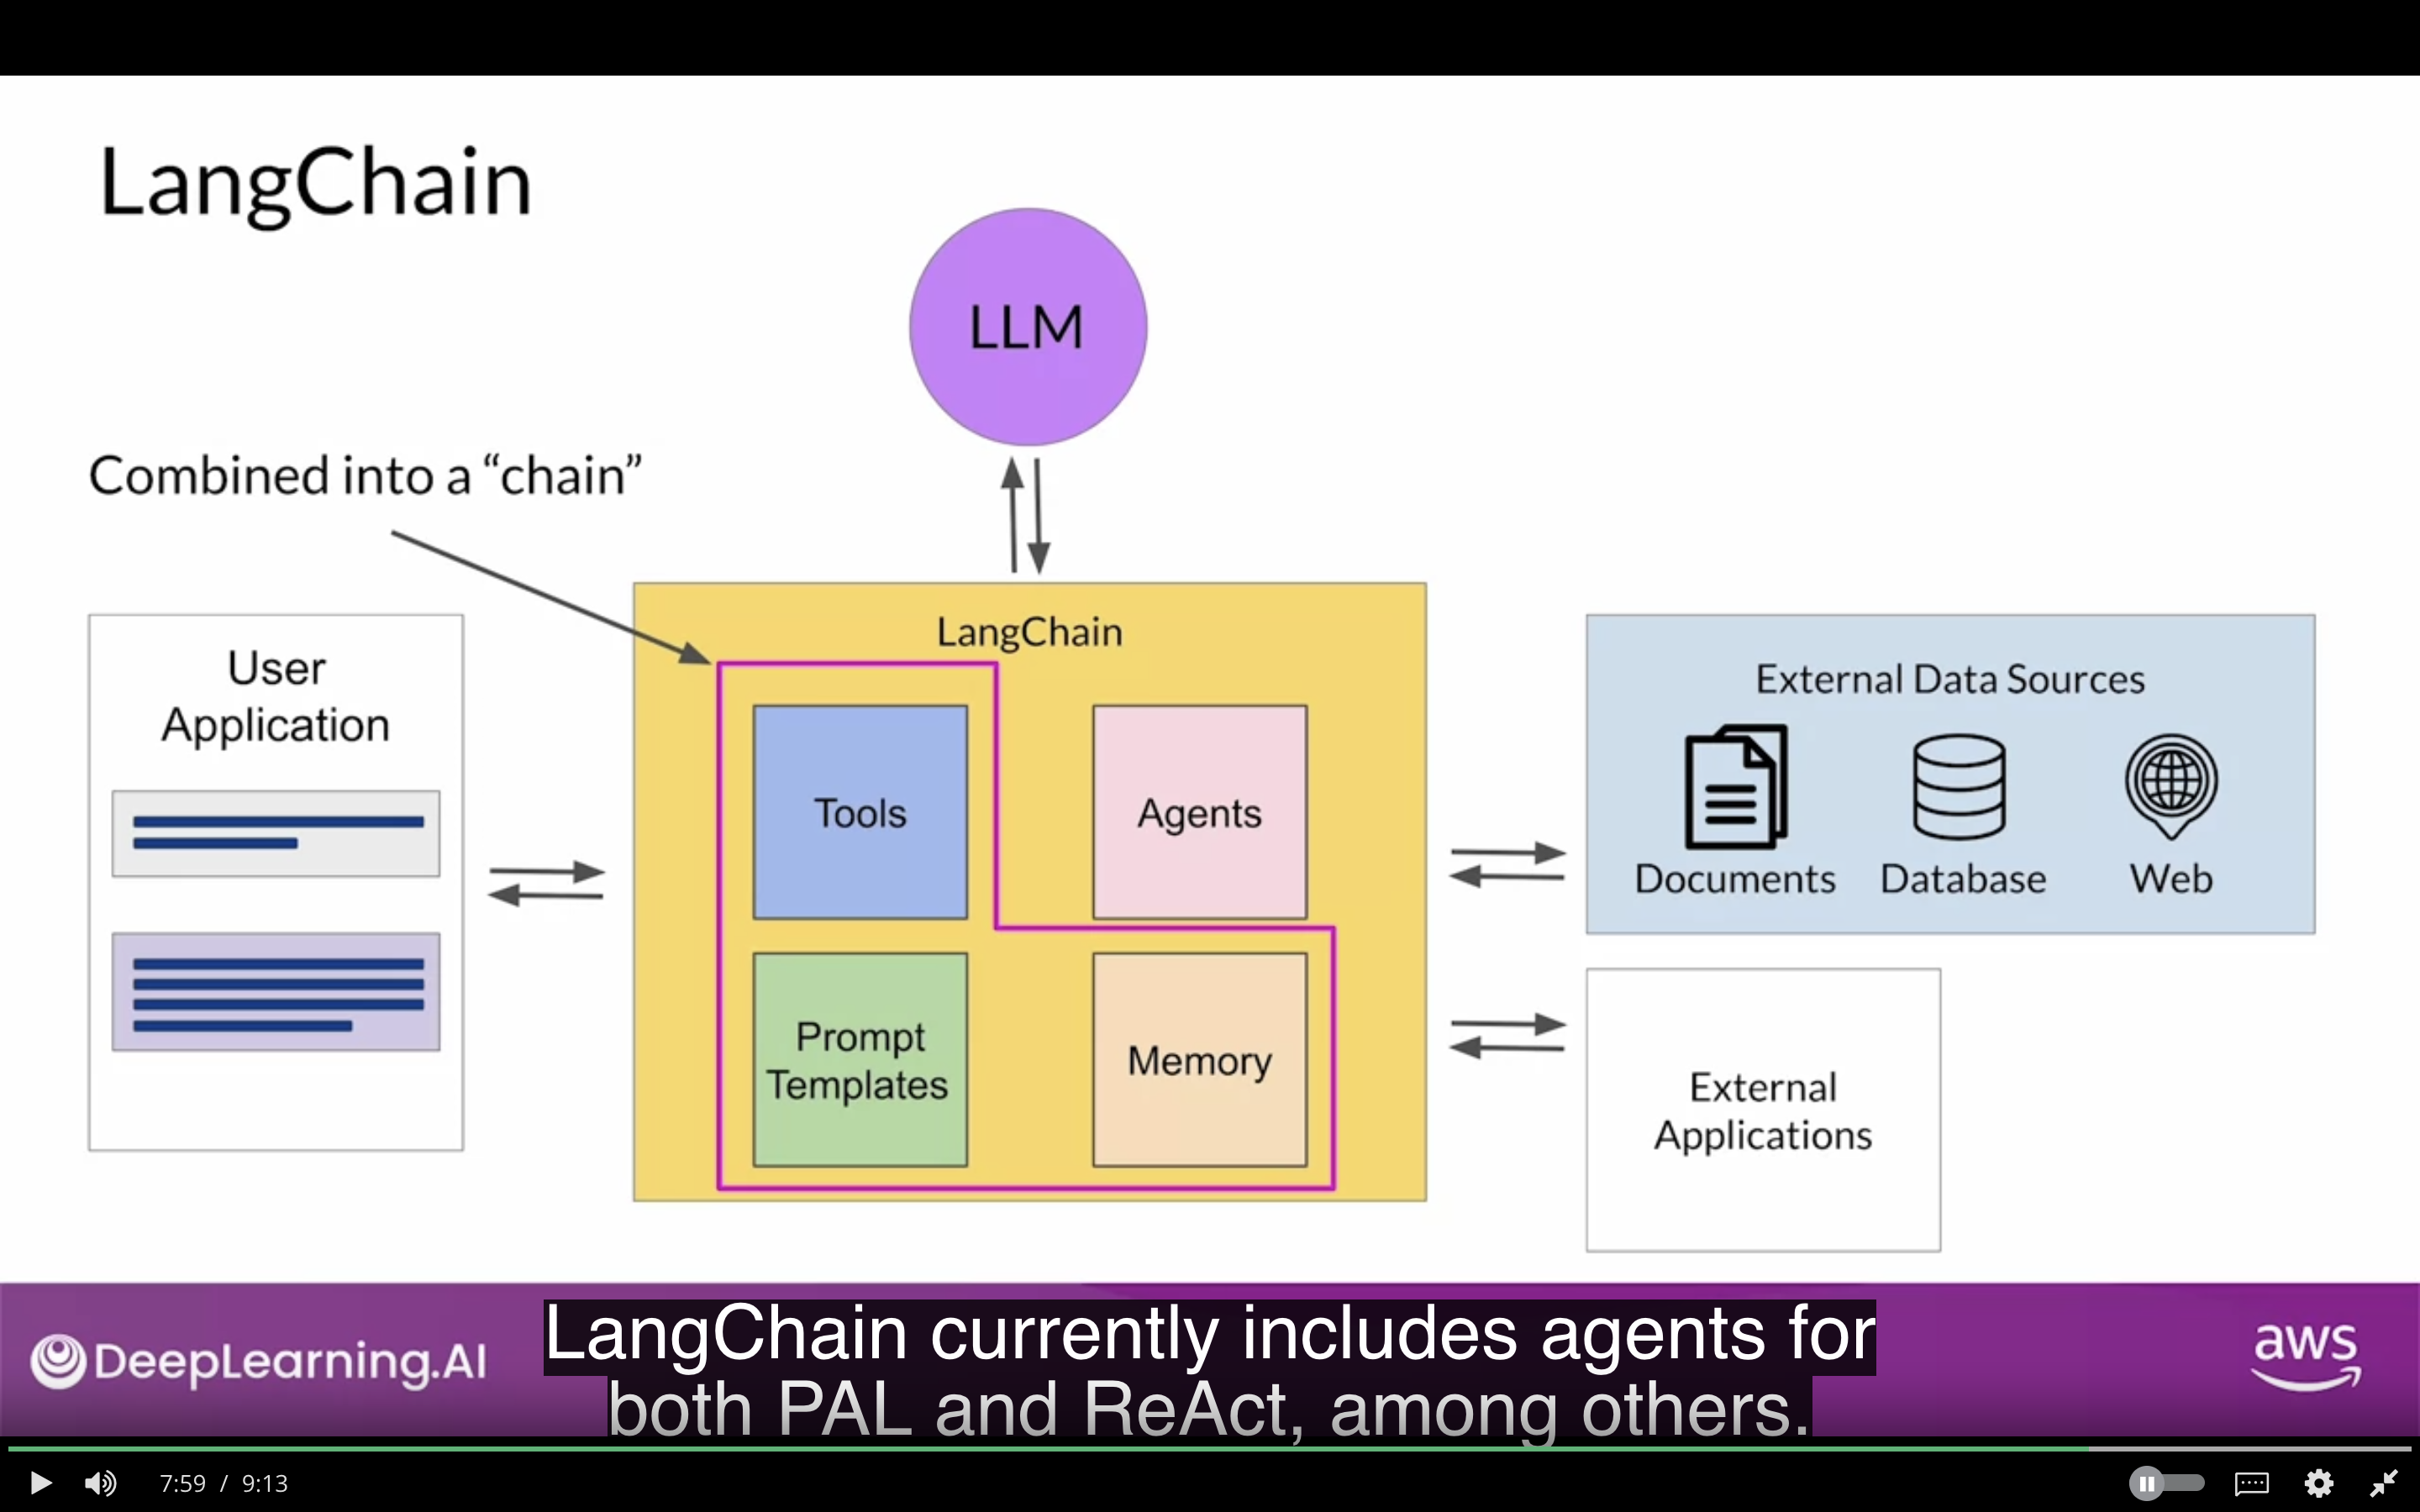 LangChain
LLM
Combined into a “chain”
User
Application
LangChain
Tools
Agents
Prompt
Templates
Memory
External Data Sources
Documents
Database
Web
External
Applications
DeepLearning.AI
LangChain currently includes agents for
both PAL and ReAct, among others.
aws
7:59 / 9:13